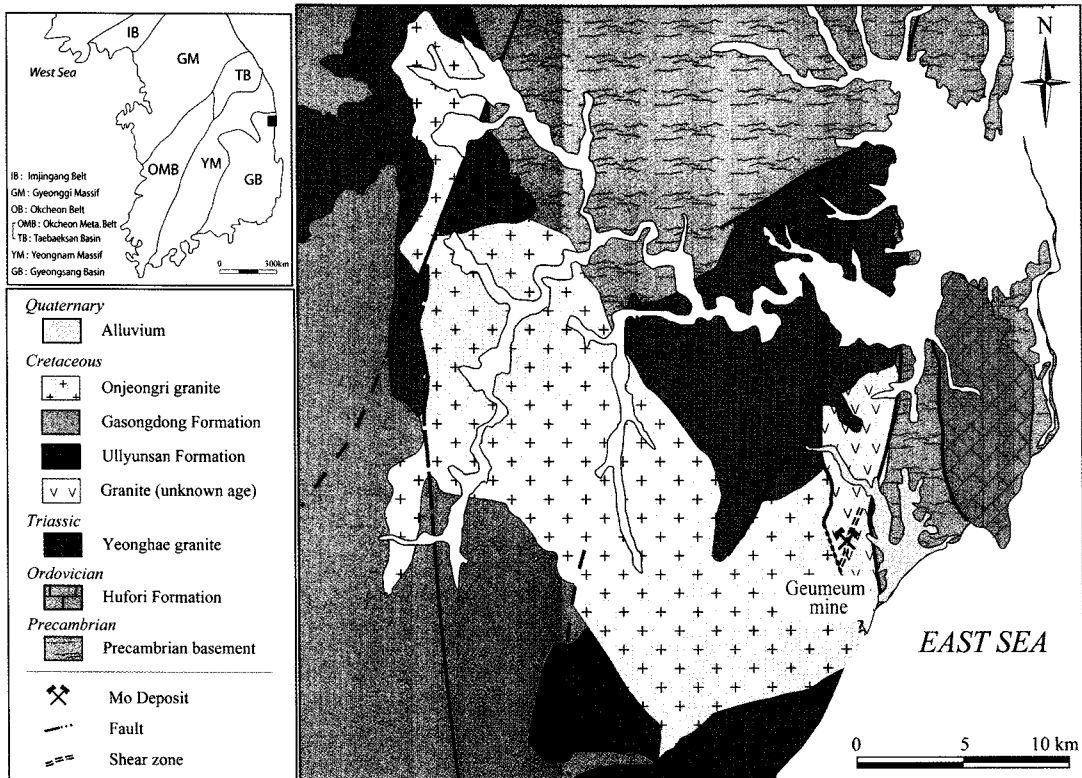 IB
GM
West Sea
TB
OMB
YM
GB
IB : Imjingang Belt
GM : Gyeonggi Massif
OB : Okcheon Belt
OMB : Okcheon Meta. Belt
TB : Taebaeksan Basin
YM : Yeongnam Massif
GB : Gyeongsang Basin
0 300km
Quaternary
Alluvium
Cretaceous
Onjeongri granite
Gasongdong Formation
Ullyunsan Formation
Granite (unknown age)
Triassic
Yeonghae granite
Ordovician
Hufori Formation
Precambrian
Precambrian basement
Mo Deposit
Fault
Shear zone
N
Geumeum
mine
EAST SEA
0 5 10 km